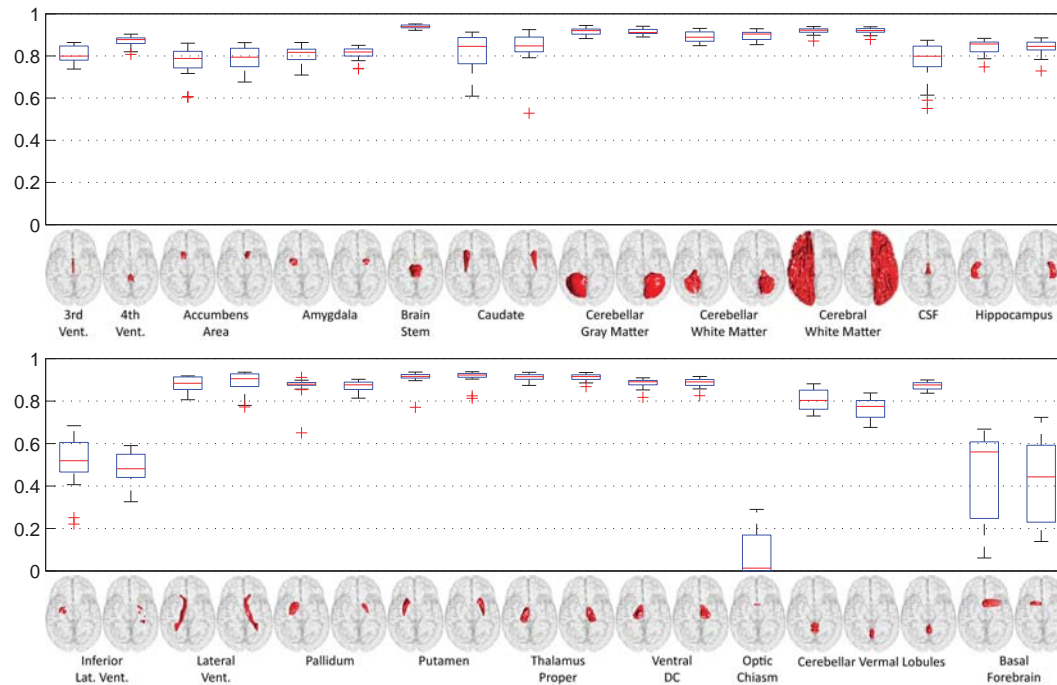 1
0.8
0.6
0.4
0.2
0
3rd Vent.
4th Vent.
Accumbens Area
Amygdala
Brain Stem
Caudate
Cerebellar Gray Matter
Cerebellar White Matter
Cerebral White Matter
CSF
Hippocampus
1
0.8
0.6
0.4
0.2
0
Inferior Lat. Vent.
Lateral Vent.
Pallidum
Putamen
Thalamus Proper
Ventral DC
Optic Chiasm
Cerebellar Vermal Lobules
Basal Forebrain